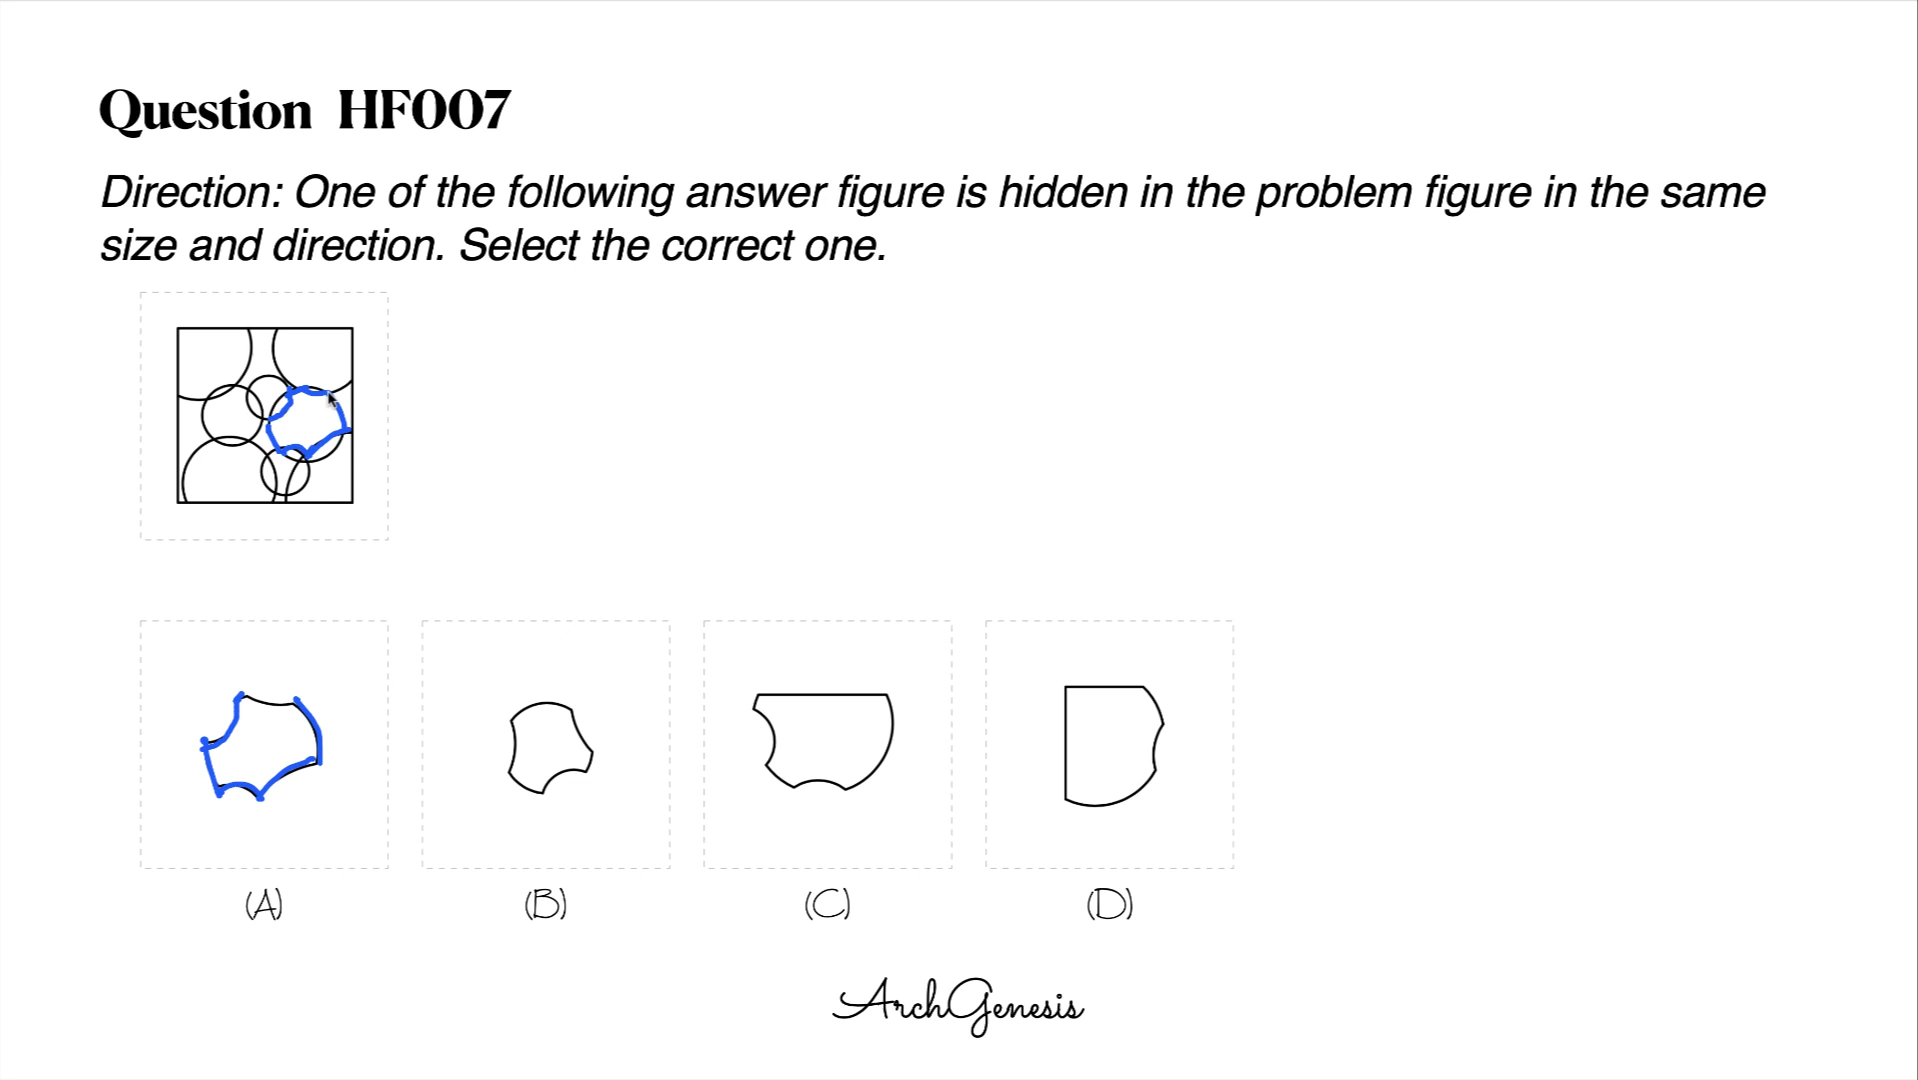 Question HF007
Direction: One of the following answer figure is hidden in the problem figure in the same
size and direction. Select the correct one.
(A) (B) (C) (D)
ArchGenesis